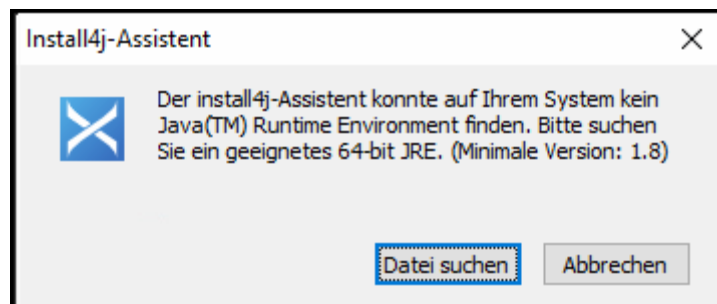 Install4j-Assistent
Der install4j-Assistent konnte auf Ihrem System kein
Java(TM) Runtime Environment finden. Bitte suchen
Sie ein geeignetes 64-bit JRE. (Minimale Version: 1.8)
Datei suchen
Abbrechen